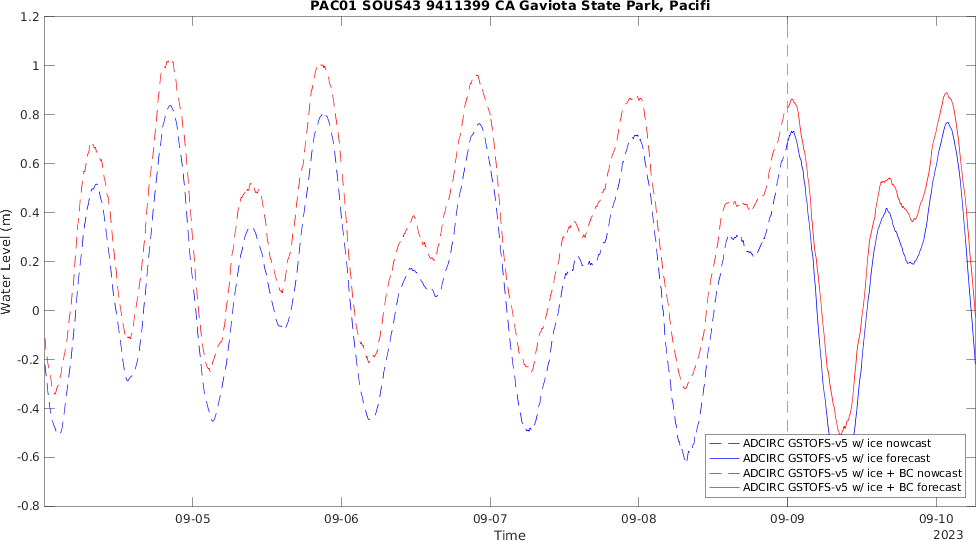 PAC01 SOUS43 9411399 CA Gaviota State Park, Pacifi
1.2
1
0.8
0.6
0.4
0.2
0
-0.2
-0.4
-0.6
-0.8
Water Level (m)
ADCIRC GSTOFS-v5 w/ ice nowcast
ADCIRC GSTOFS-v5 w/ ice forecast
ADCIRC GSTOFS-v5 w/ ice + BC nowcast
ADCIRC GSTOFS-v5 w/ ice + BC forecast
09-05 09-06 09-07 09-08 09-09 09-10
Time 2023